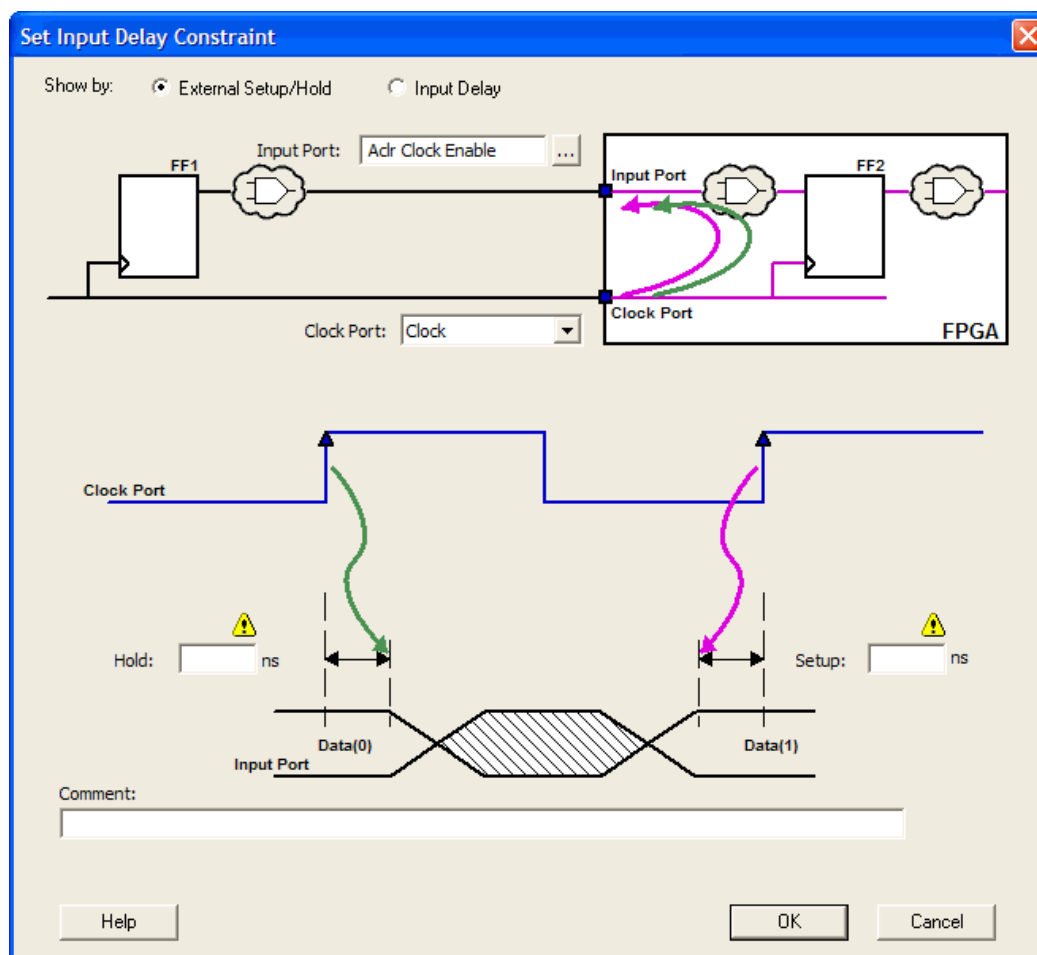 Set Input Delay Constraint
Show by: External Setup/Hold Input Delay
Input Port: Aclr Clock Enable ...
FF1
Input Port
FF2
Clock Port
Clock Port: Clock
FPGA
Clock Port
Hold: ns
Setup: ns
Data(0)
Data(1)
Input Port
Comment:
Help OK Cancel